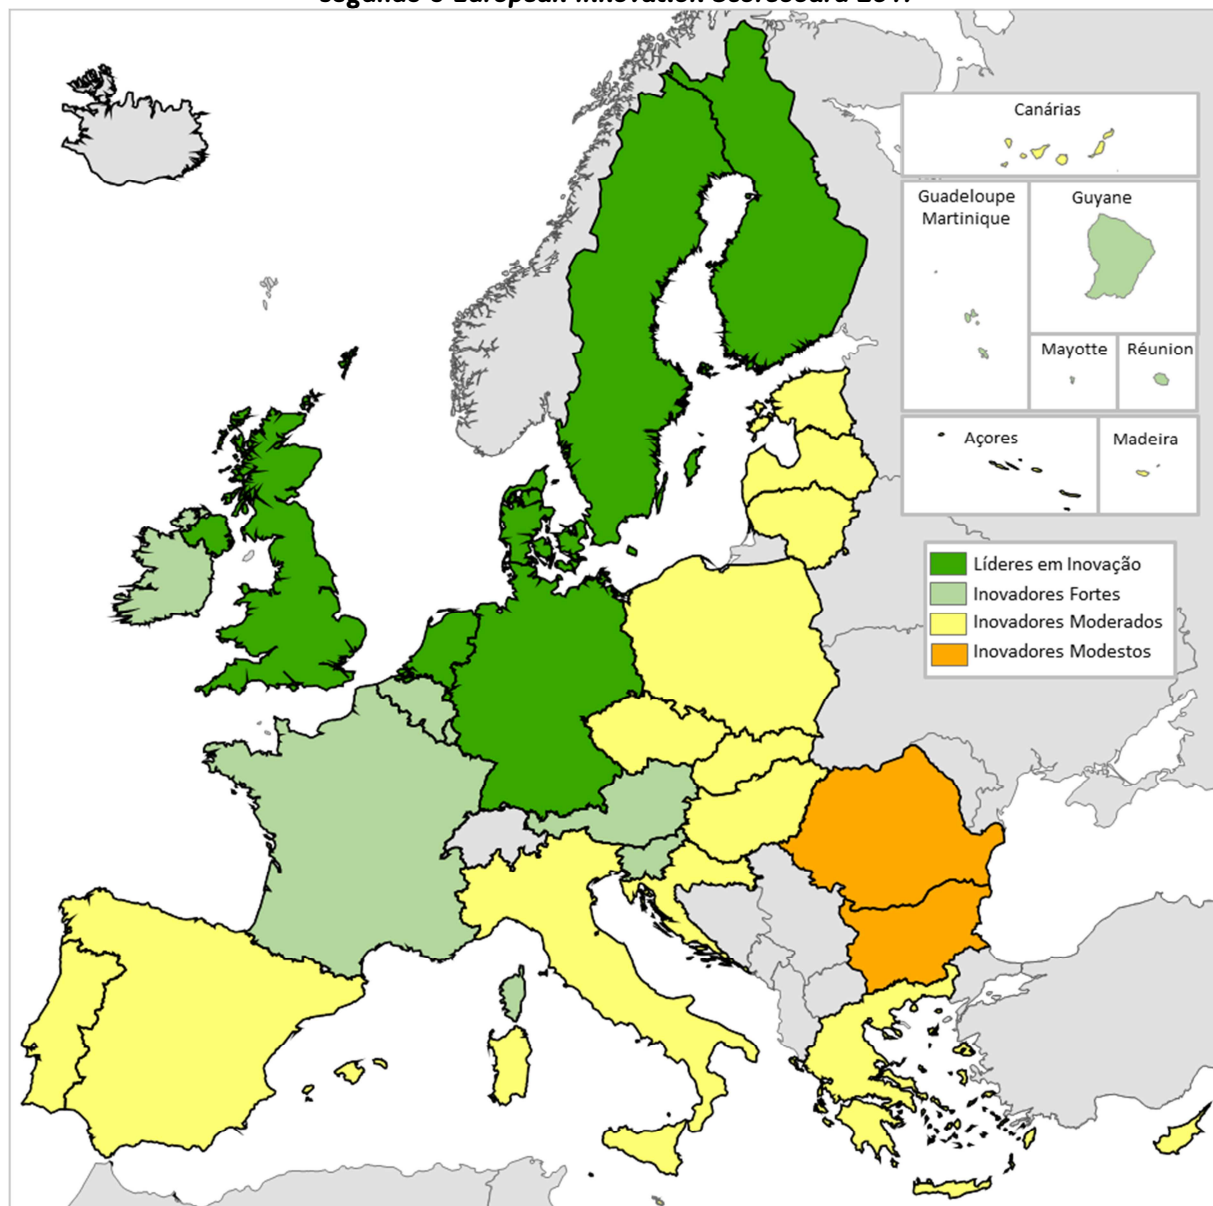 segundo o European Innovation Scoreboard 2017
Canárias
Guadeloupe
Martinique
Guyane
Mayotte
Réunion
Açores
Madeira
Líderes em Inovação
Inovadores Fortes
Inovadores Moderados
Inovadores Modestos